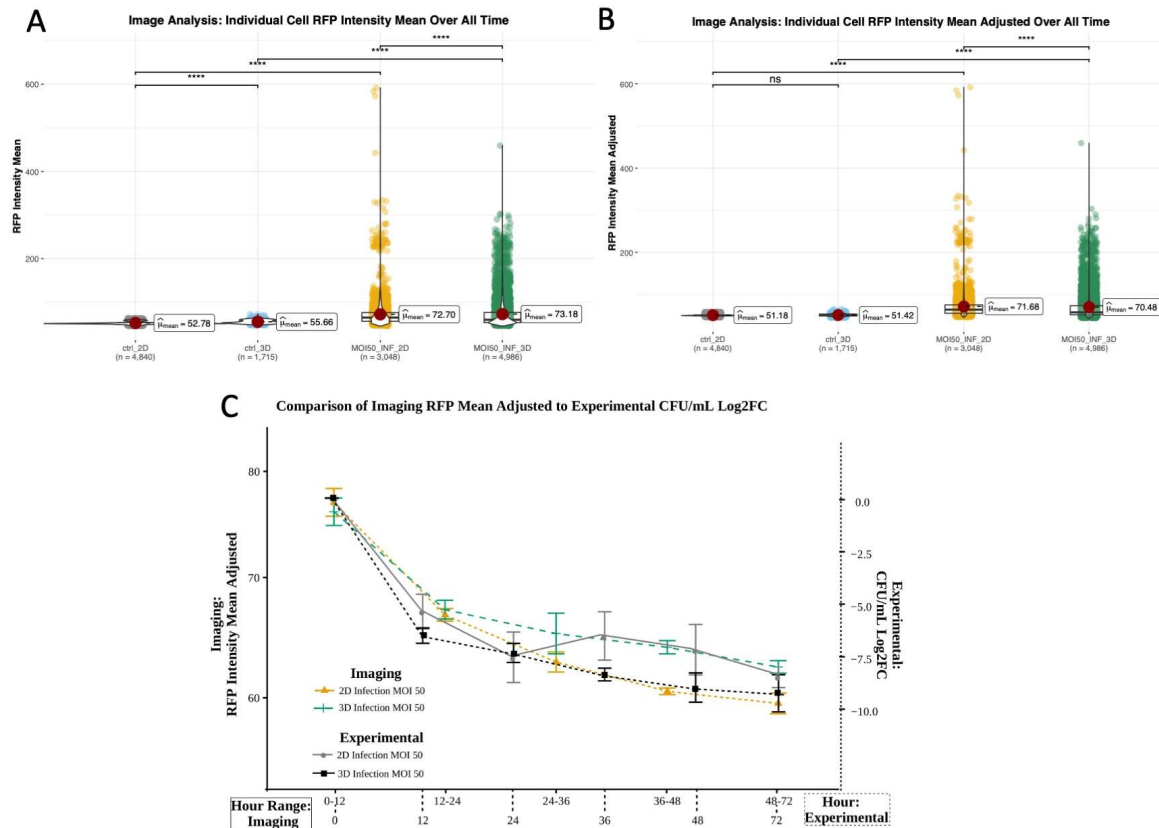 A
Image Analysis: Individual Cell RFP Intensity Mean Over All Time
****
****
****
****
RFP Intensity Mean
600
400
200
μ̂mean = 52.78
μ̂mean = 55.66
μ̂mean = 72.70
μ̂mean = 73.18
ctrl_2D
(n = 4,840)
ctrl_3D
(n = 1,715)
MOI50_INF_2D
(n = 3,048)
MOI50_INF_3D
(n = 4,986)
B
Image Analysis: Individual Cell RFP Intensity Mean Adjusted Over All Time
****
****
****
ns
RFP Intensity Mean Adjusted
600
400
200
μ̂mean = 51.18
μ̂mean = 51.42
μ̂mean = 71.68
μ̂mean = 70.48
ctrl_2D
(n = 4,840)
ctrl_3D
(n = 1,715)
MOI50_INF_2D
(n = 3,048)
MOI50_INF_3D
(n = 4,986)
C
Comparison of Imaging RFP Mean Adjusted to Experimental CFU/mL Log2FC
Imaging:
RFP Intensity Mean Adjusted
80
70
60
0.0
−2.5
−5.0
−7.5
−10.0
Experimental:
CFU/mL Log2FC
Imaging
2D Infection MOI 50
3D Infection MOI 50
Experimental
2D Infection MOI 50
3D Infection MOI 50
Hour Range:
Imaging
0-12
12-24
24-36
36-48
48-72
0
12
24
36
48
72
Hour:
Experimental